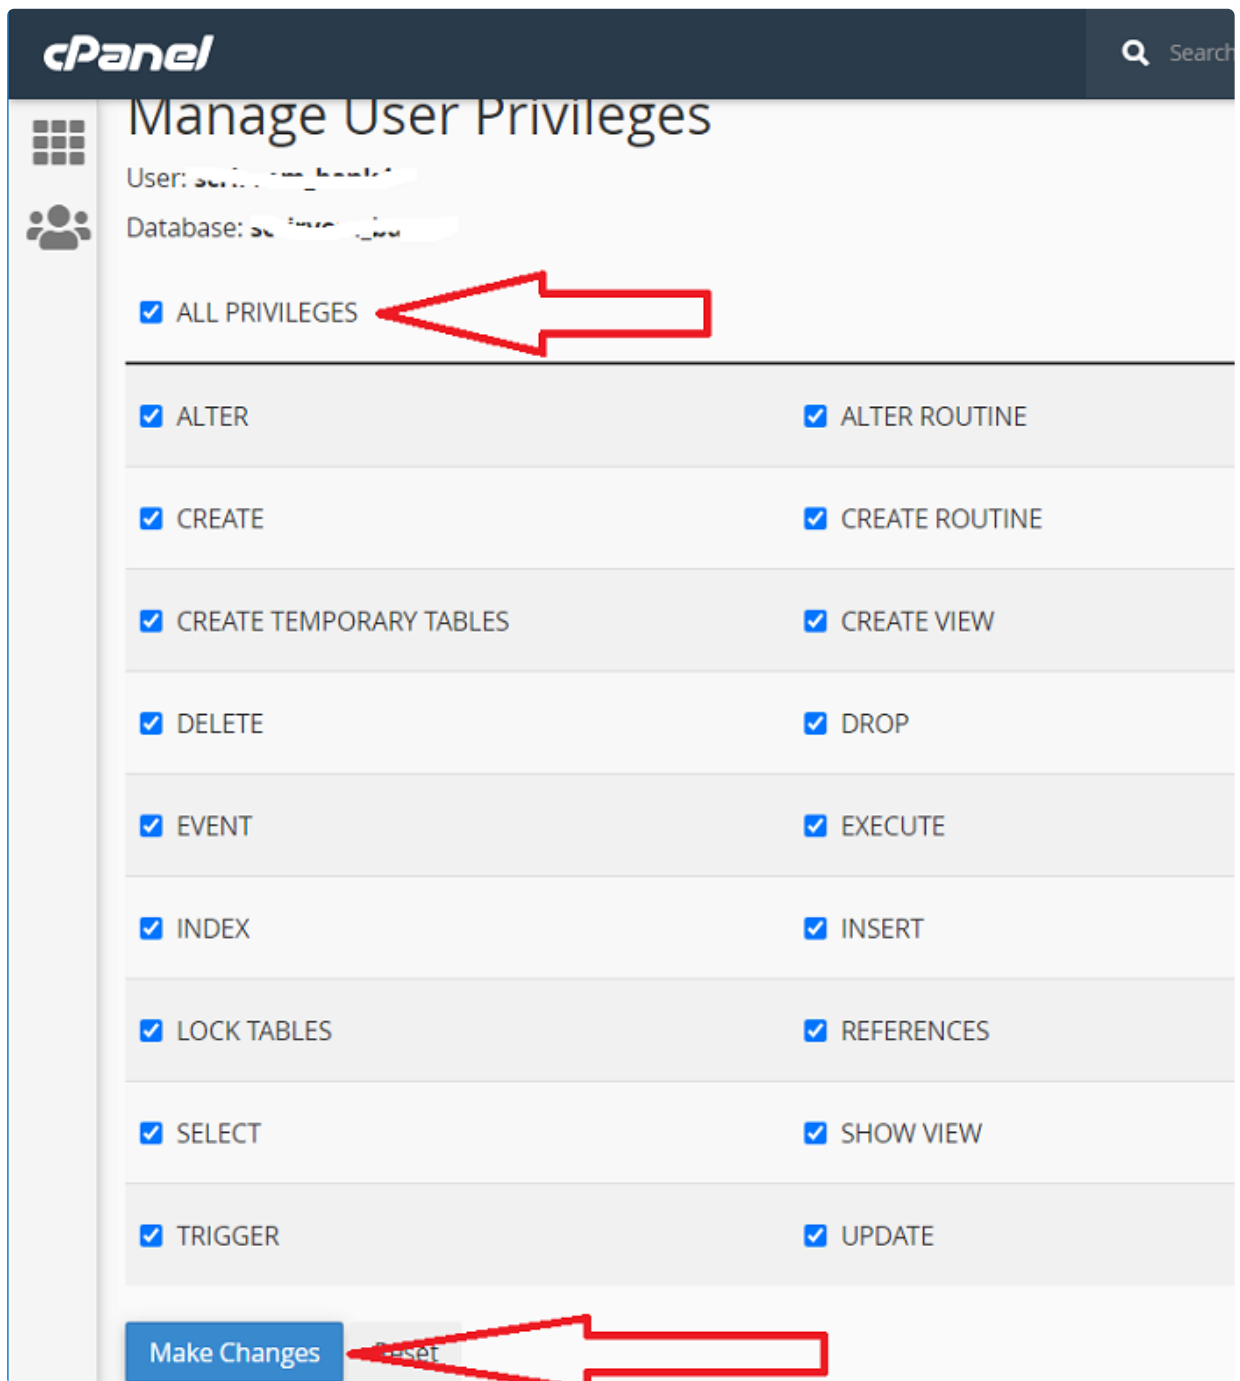 cPanel
Search
Manage User Privileges
User:
Database:
ALL PRIVILEGES
ALTER
ALTER ROUTINE
CREATE
CREATE ROUTINE
CREATE TEMPORARY TABLES
CREATE VIEW
DELETE
DROP
EVENT
EXECUTE
INDEX
INSERT
LOCK TABLES
REFERENCES
SELECT
SHOW VIEW
TRIGGER
UPDATE
Make Changes
Reset